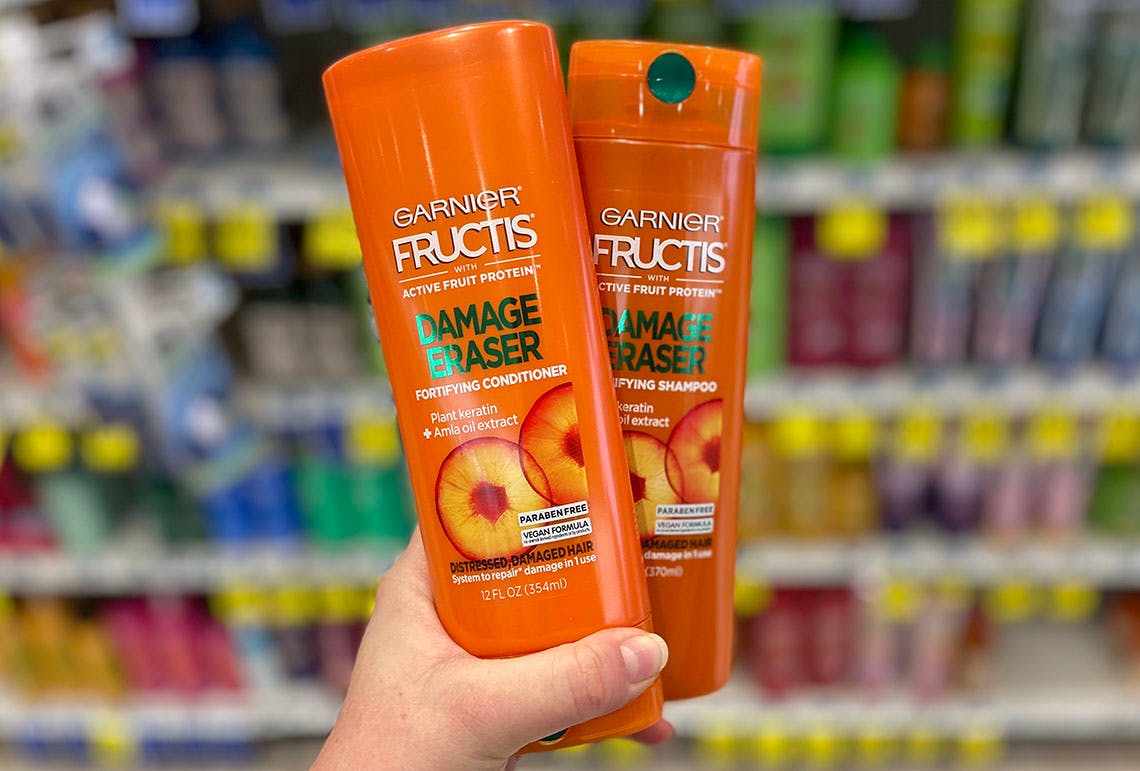 GARNIER®
FRUCTIS®
WITH
ACTIVE FRUIT PROTEIN™
DAMAGE
ERASER
FORTIFYING CONDITIONER
Plant keratin
+ Amla oil extract
PARABEN FREE
VEGAN FORMULA
DISTRESSED, DAMAGED HAIR
System to repair* damage in 1 use
12 FL OZ (354ml)
GARNIER®
FRUCTIS®
WITH
ACTIVE FRUIT PROTEIN™
DAMAGE
ERASER
IFYING SHAMPOO
keratin
oil extract
PARABEN FREE
VEGAN FORMULA
DAMAGED HAIR
damage in 1 use
(370ml)